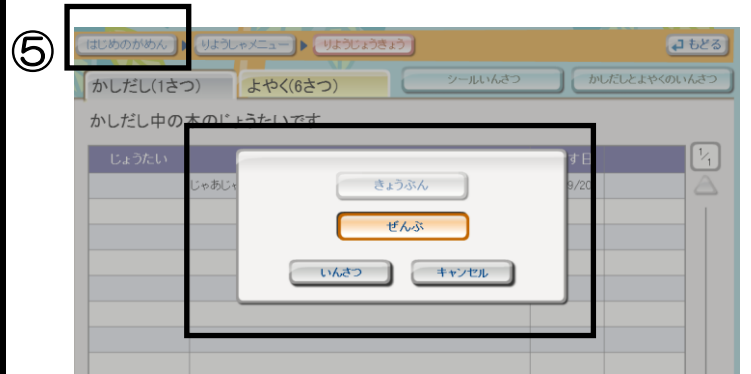 ⑤
はじめのがめん りようしゃメニュー りようじょうきょう もどる
かしだし(1さつ) よやく(6さつ) シールいんさつ かしだしとよやくのいんさつ
かしだし中の本のじょうたいです
じょうたい す日 1/1
じゃあじゃ 9/20
きょうぶん
ぜんぶ
いんさつ キャンセル